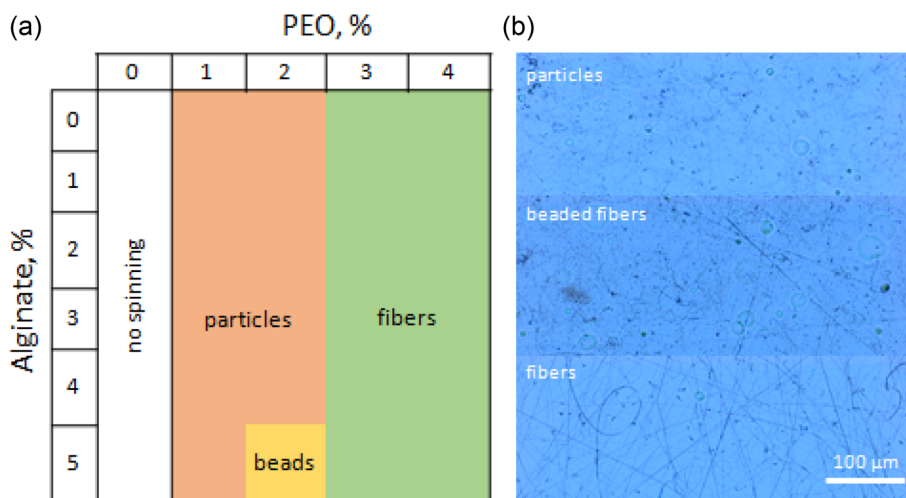 (a)
PEO, %
0 1 2 3 4
Alginate, %
0
1
2
3
4
5
no spinning
particles
fibers
beads
(b)
particles
beaded fibers
fibers
100 µm